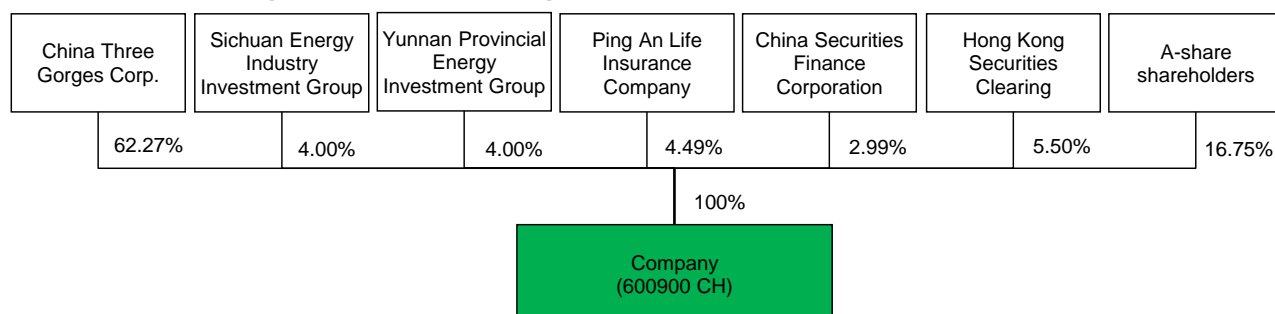 China Three
Gorges Corp.
Sichuan Energy
Industry
Investment Group
Yunnan Provincial
Energy
Investment Group
Ping An Life
Insurance
Company
China Securities
Finance
Corporation
Hong Kong
Securities
Clearing
A-share
shareholders
62.27%
4.00%
4.00%
4.49%
2.99%
5.50%
16.75%
100%
Company
(600900 CH)